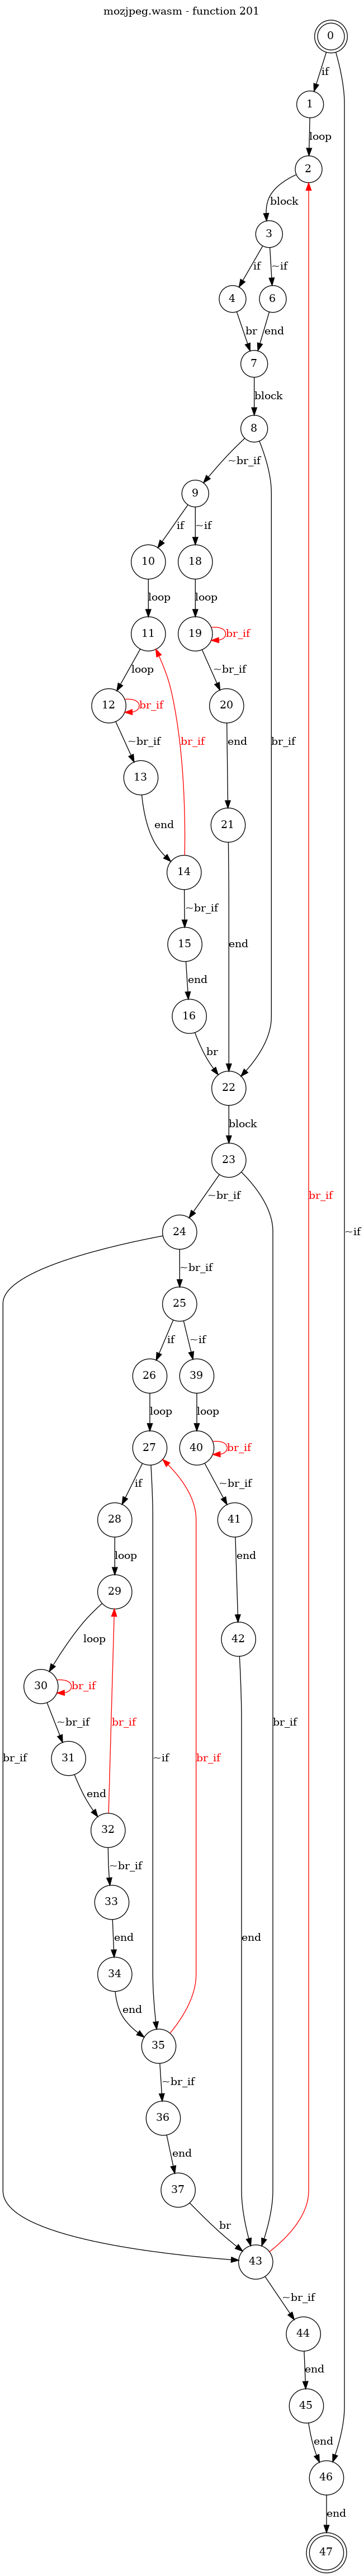 mozjpeg.wasm - function 201
0
if
1
loop
2
block
3
if
~if
4
6
br
end
7
block
8
~br_if
9
if
~if
10
18
br_if
loop
loop
11
19
br_if
loop
~br_if
12
br_if
br_if
20
~br_if
end
13
21
end
14
~br_if
15
end
end
16
br
22
block
23
br_if
~if
~br_if
24
~br_if
25
if
~if
26
39
loop
loop
27
40
br_if
if
~br_if
28
41
loop
end
29
loop
42
30
br_if
br_if
~br_if
br_if
br_if
31
~if
br_if
end
32
~br_if
33
end
end
34
end
35
~br_if
36
end
37
br
43
~br_if
44
end
45
end
46
end
47